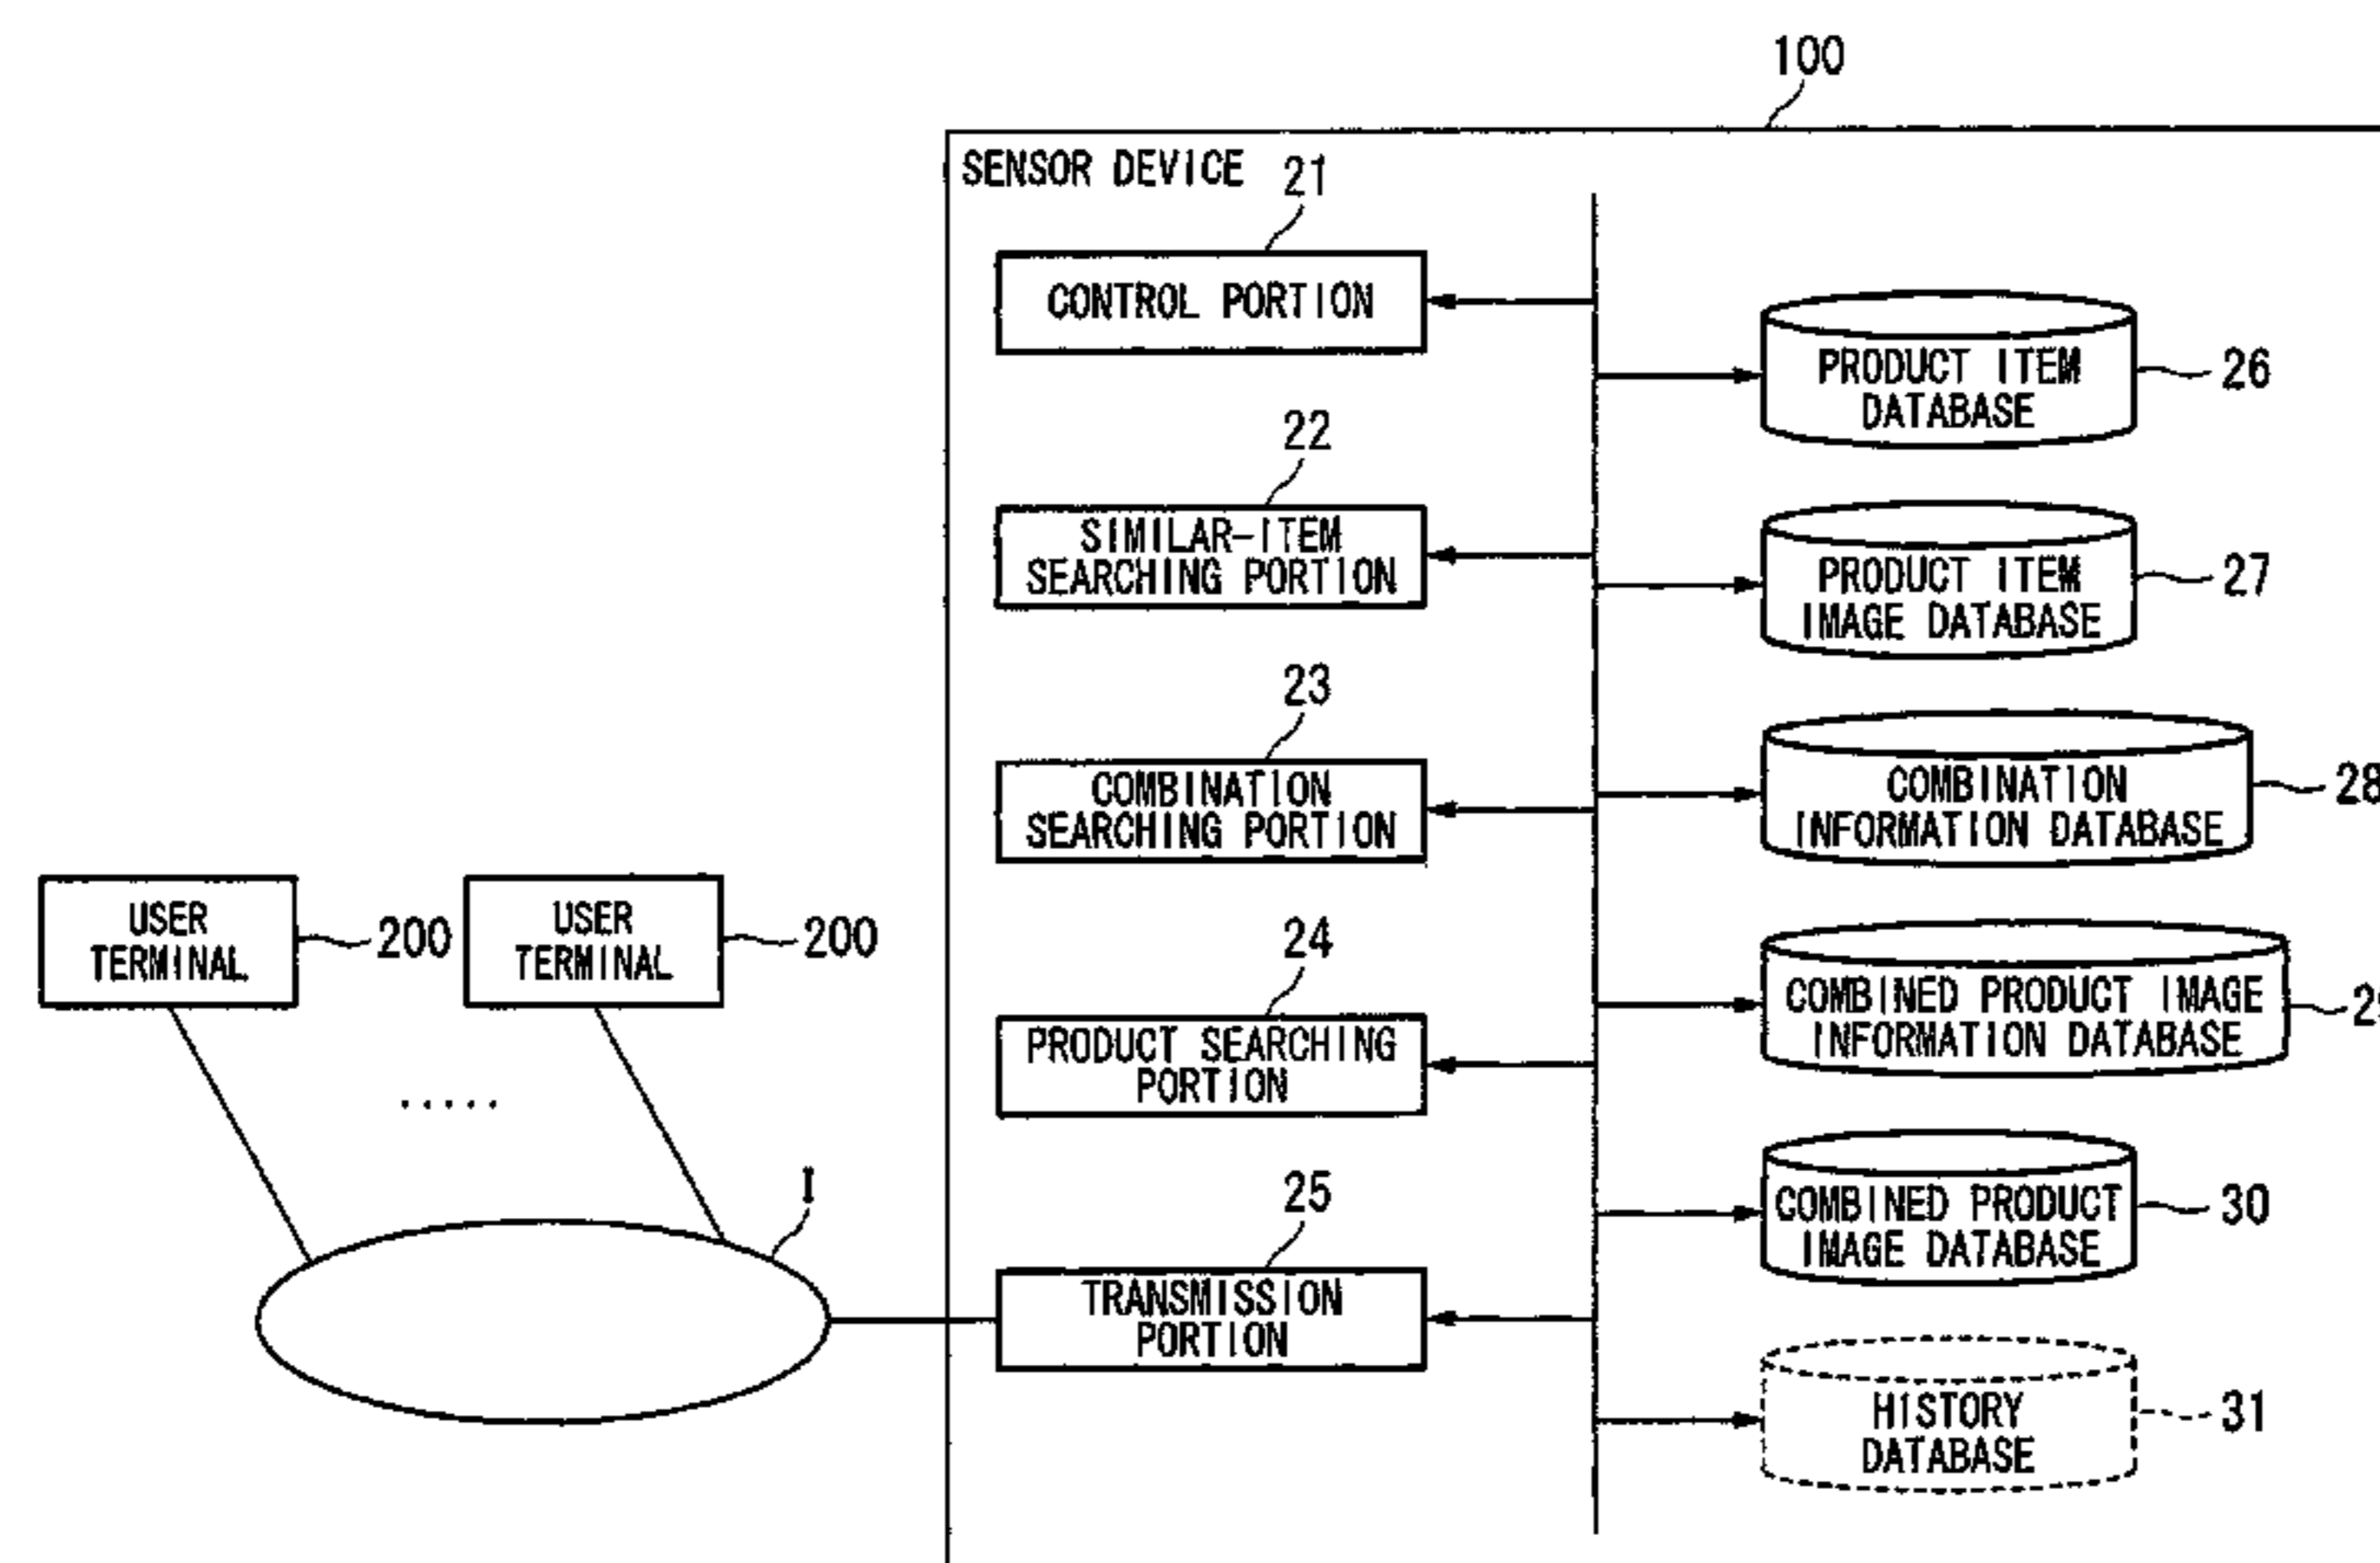 100
SENSOR DEVICE
21
CONTROL PORTION
PRODUCT ITEM
DATABASE
26
22
SIMILAR-ITEM
SEARCHING PORTION
PRODUCT ITEM
IMAGE DATABASE
27
23
COMBINATION
SEARCHING PORTION
COMBINATION
INFORMATION DATABASE
28
USER
TERMINAL
200
USER
TERMINAL
200
24
PRODUCT SEARCHING
PORTION
COMBINED PRODUCT IMAGE
INFORMATION DATABASE
.....
I
25
TRANSMISSION
PORTION
COMBINED PRODUCT
IMAGE DATABASE
30
HISTORY
DATABASE
31